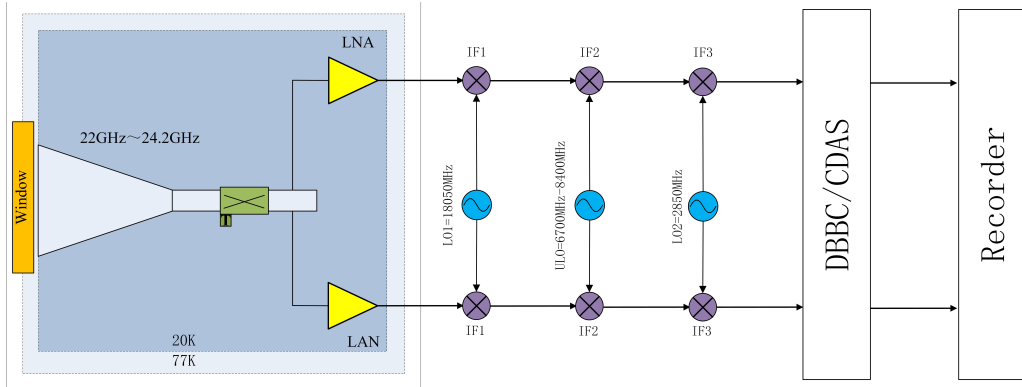 LNA
IF1
IF2
IF3
22GHz～24.2GHz
Window
T
LO1=18050MHz
ULO=6700MHz-8400MHz
LO2=2850MHz
DBBC/CDAS
Recorder
IF1
IF2
IF3
LAN
20K
77K